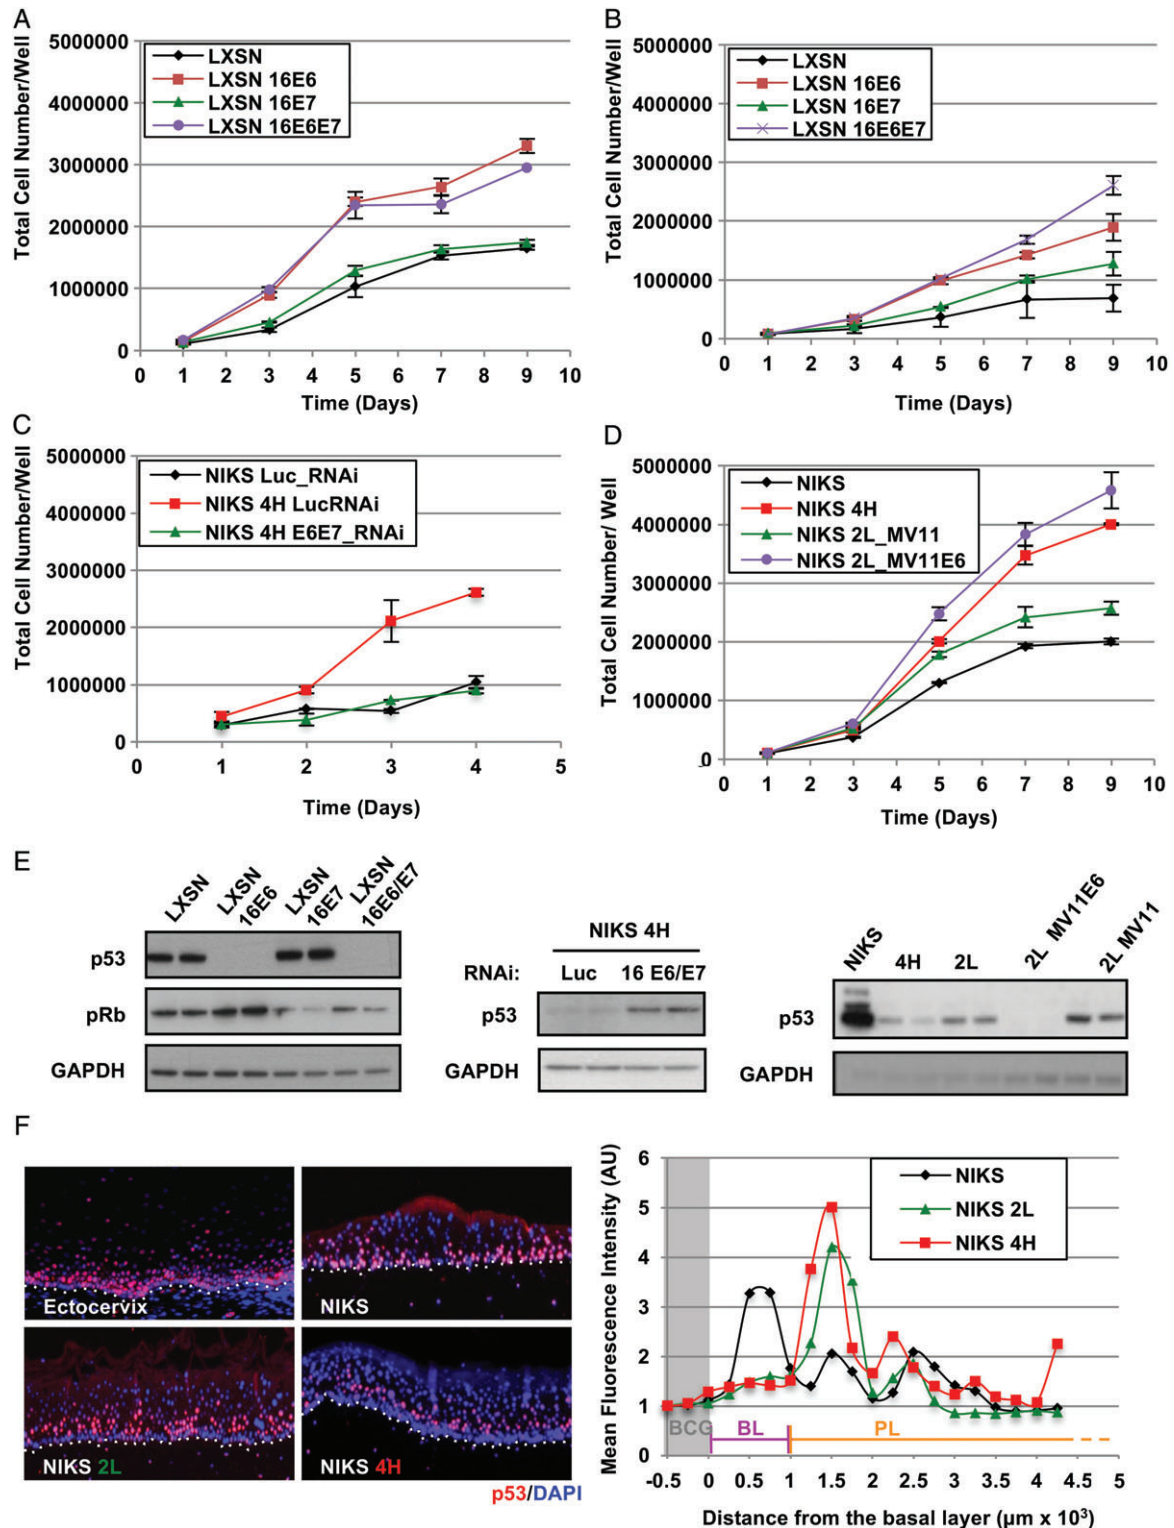 A
Total Cell Number/Well
5000000
4000000
3000000
2000000
1000000
0
LXSN
LXSN 16E6
LXSN 16E7
LXSN 16E6E7
0 1 2 3 4 5 6 7 8 9 10
Time (Days)
B
Total Cell Number/Well
5000000
4000000
3000000
2000000
1000000
0
LXSN
LXSN 16E6
LXSN 16E7
LXSN 16E6E7
0 1 2 3 4 5 6 7 8 9 10
Time (Days)
C
Total Cell Number/Well
5000000
4000000
3000000
2000000
1000000
0
NIKS Luc_RNAi
NIKS 4H LucRNAi
NIKS 4H E6E7_RNAi
0 1 2 3 4 5
Time (Days)
D
Total Cell Number/ Well
5000000
4000000
3000000
2000000
1000000
0
NIKS
NIKS 4H
NIKS 2L_MV11
NIKS 2L_MV11E6
0 1 2 3 4 5 6 7 8 9 10
Time (Days)
E
LXSN
LXSN 16E6
LXSN 16E7
LXSN 16E6/E7
p53
pRb
GAPDH
NIKS 4H
RNAi: Luc 16 E6/E7
p53
GAPDH
NIKS
4H
2L
2L MV11E6
2L MV11
p53
GAPDH
F
Ectocervix
NIKS
NIKS 2L
NIKS 4H
p53/DAPI
Mean Fluorescence Intensity (AU)
6
5
4
3
2
1
0
NIKS
NIKS 2L
NIKS 4H
BCG
BL
PL
-0.5 0 0.5 1 1.5 2 2.5 3 3.5 4 4.5 5
Distance from the basal layer (µm x 10³)